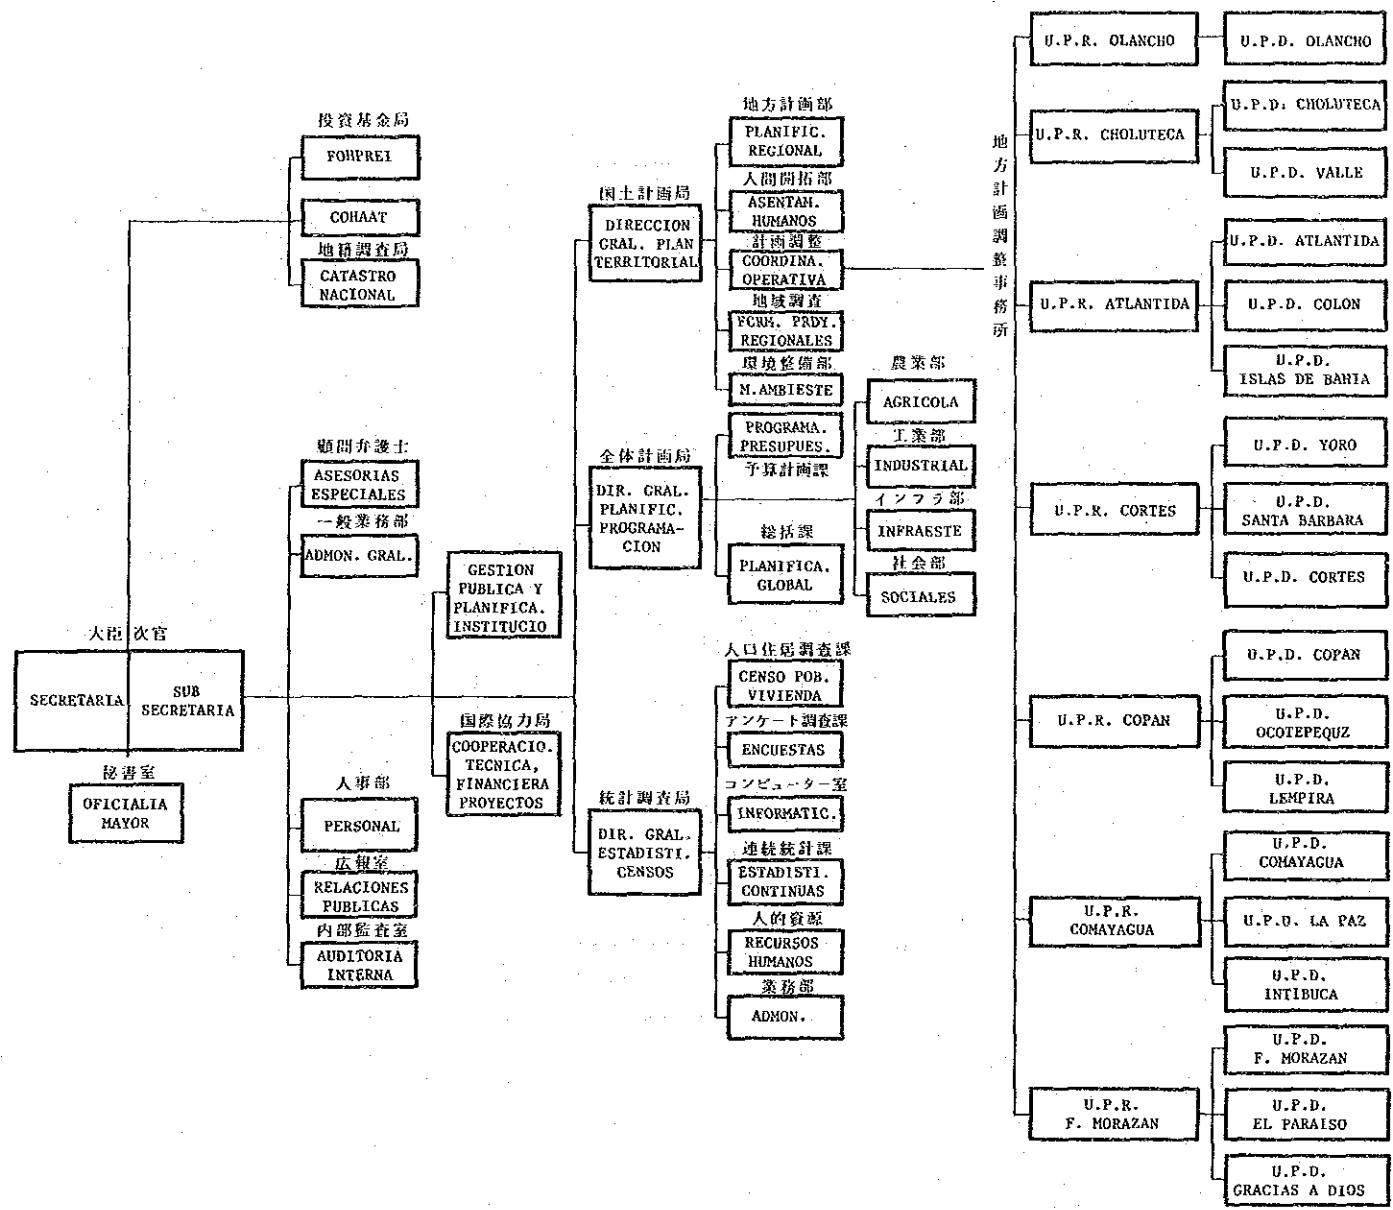 投資基金局
FOHPREI
COHAAT
地籍調査局
CATASTRO
NACIONAL
顧問弁護士
ASESORIAS
ESPECIALES
一般業務部
ADMON. GRAL.
大臣 次官
SECRETARIA
SUB
SECRETARIA
秘書室
OFICIALIA
MAYOR
人事部
PERSONAL
広報室
RELACIONES
PUBLICAS
内部監査室
AUDITORIA
INTERNA
GESTION
PUBLICA Y
PLANIFICA.
INSTITUCIO
国際協力局
COOPERACIO.
TECNICA,
FINANCIERA
PROYECTOS
国土計画局
DIRECCION
GRAL. PLAN
TERRITORIAL
全体計画局
DIR. GRAL.
PLANIFIC.
PROGRAMA-
CION
統計調査局
DIR. GRAL.
ESTADISTI.
CENSOS
地方計画部
PLANIFIC.
REGIONAL
人間開拓部
ASENTAM.
HUMANOS
計画調整
COORDINA.
OPERATIVA
地域調査
FORM. PROY.
REGIONALES
環境整備部
M.AMBIESTE
PROGRAMA.
PRESUPUES.
予算計画課
総括課
PLANIFICA.
GLOBAL
農業部
AGRICOLA
工業部
INDUSTRIAL
インフラ部
INFRAESTE
社会部
SOCIALES
人口住居調査課
CENSO POB.
VIVIENDA
アンケート調査課
ENCUESTAS
コンピューター室
INFORMATIC.
連続統計課
ESTADISTI.
CONTINUAS
人的資源
RECURSOS
HUMANOS
業務部
ADMON.
地方計画調整事務所
U.P.R. OLANCHO
U.P.D. OLANCHO
U.P.R. CHOLUTECA
U.P.D. CHOLUTECA
U.P.D. VALLE
U.P.R. ATLANTIDA
U.P.D. ATLANTIDA
U.P.D. COLON
U.P.D.
ISLAS DE BAHIA
U.P.R. CORTES
U.P.D. YORO
U.P.D.
SANTA BARBARA
U.P.D. CORTES
U.P.R. COPAN
U.P.D. COPAN
U.P.D.
OCOTEPEQUZ
U.P.D.
LEMPIRA
U.P.R.
COMAYAGUA
U.P.D.
COMAYAGUA
U.P.D. LA PAZ
U.P.D.
INTIBUCA
U.P.R.
F. MORAZAN
U.P.D.
F. MORAZAN
U.P.D.
EL PARAISO
U.P.D.
GRACIAS A DIOS